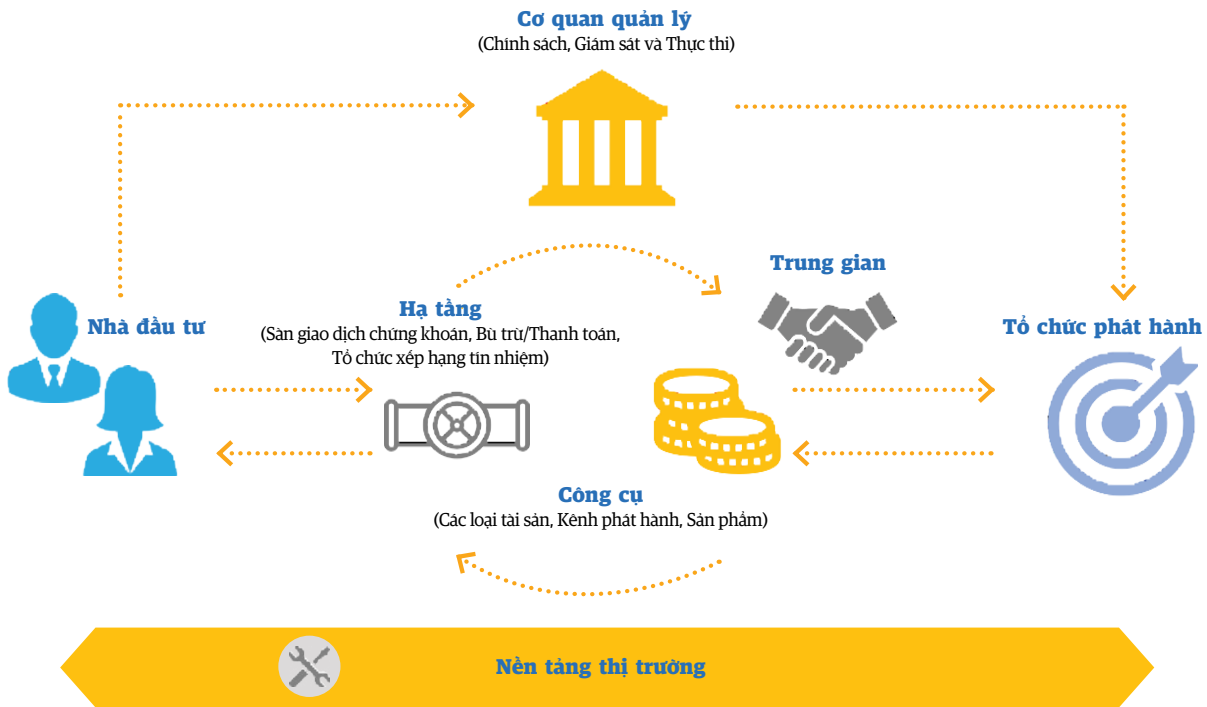 Cơ quan quản lý
(Chính sách, Giám sát và Thực thi)
Trung gian
Nhà đầu tư
Hạ tầng
(Sàn giao dịch chứng khoán, Bù trừ/Thanh toán,
Tổ chức xếp hạng tín nhiệm)
Tổ chức phát hành
Công cụ
(Các loại tài sản, Kênh phát hành, Sản phẩm)
Nền tảng thị trường